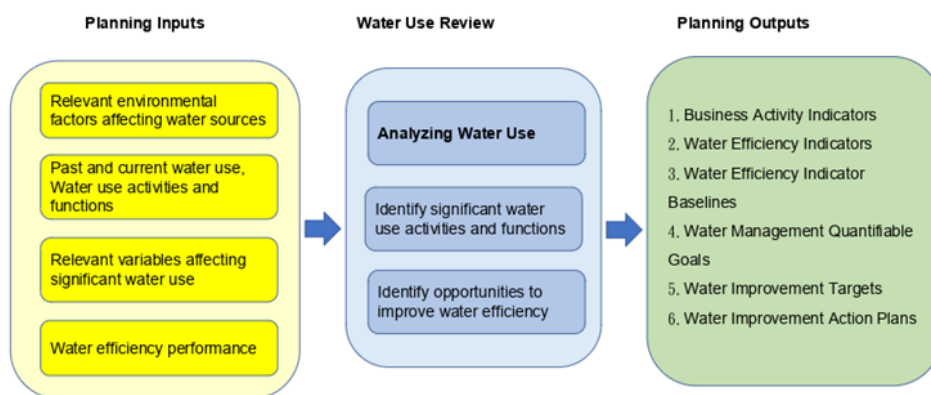 Planning Inputs
Water Use Review
Planning Outputs
Relevant environmental
factors affecting water sources
Past and current water use,
Water use activities and
functions
Relevant variables affecting
significant water use
Water efficiency performance
Analyzing Water Use
Identify significant water
use activities and functions
Identify opportunities to
improve water efficiency
1. Business Activity Indicators
2. Water Efficiency Indicators
3. Water Efficiency Indicator
Baselines
4. Water Management Quantifiable
Goals
5. Water Improvement Targets
6. Water Improvement Action Plans